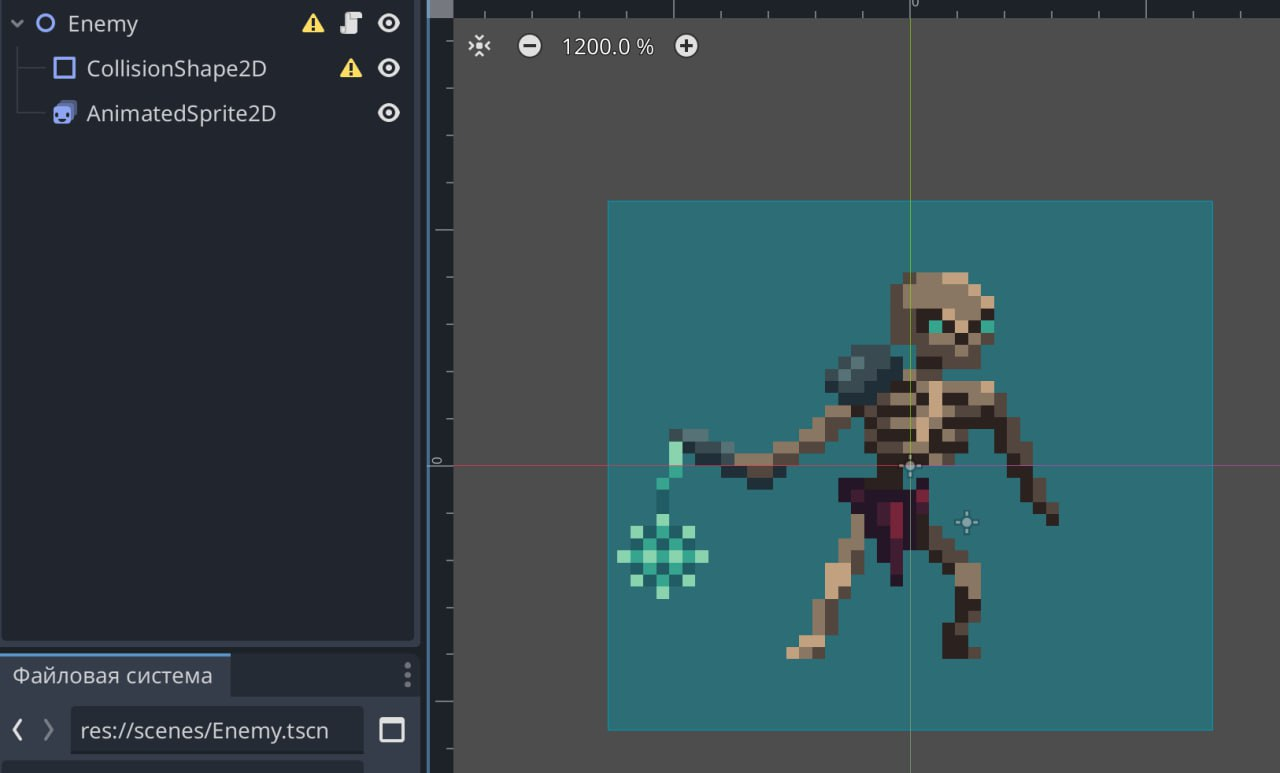 Enemy
CollisionShape2D
AnimatedSprite2D
Файловая система
res://scenes/Enemy.tscn
1200.0 %
0
0